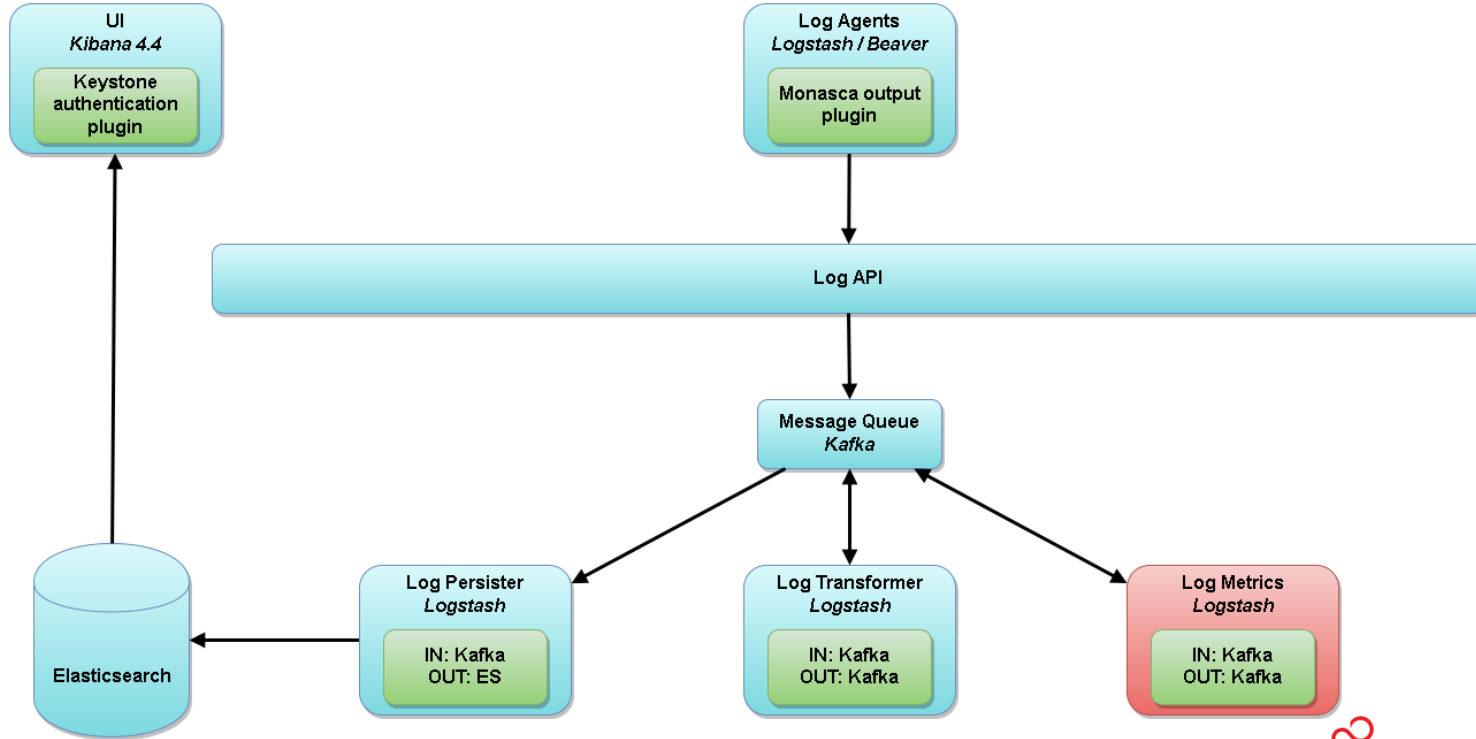 UI
Kibana 4.4
Keystone
authentication
plugin
Log Agents
Logstash / Beaver
Monasca output
plugin
Log API
Message Queue
Kafka
Elasticsearch
Log Persister
Logstash
IN: Kafka
OUT: ES
Log Transformer
Logstash
IN: Kafka
OUT: Kafka
Log Metrics
Logstash
IN: Kafka
OUT: Kafka